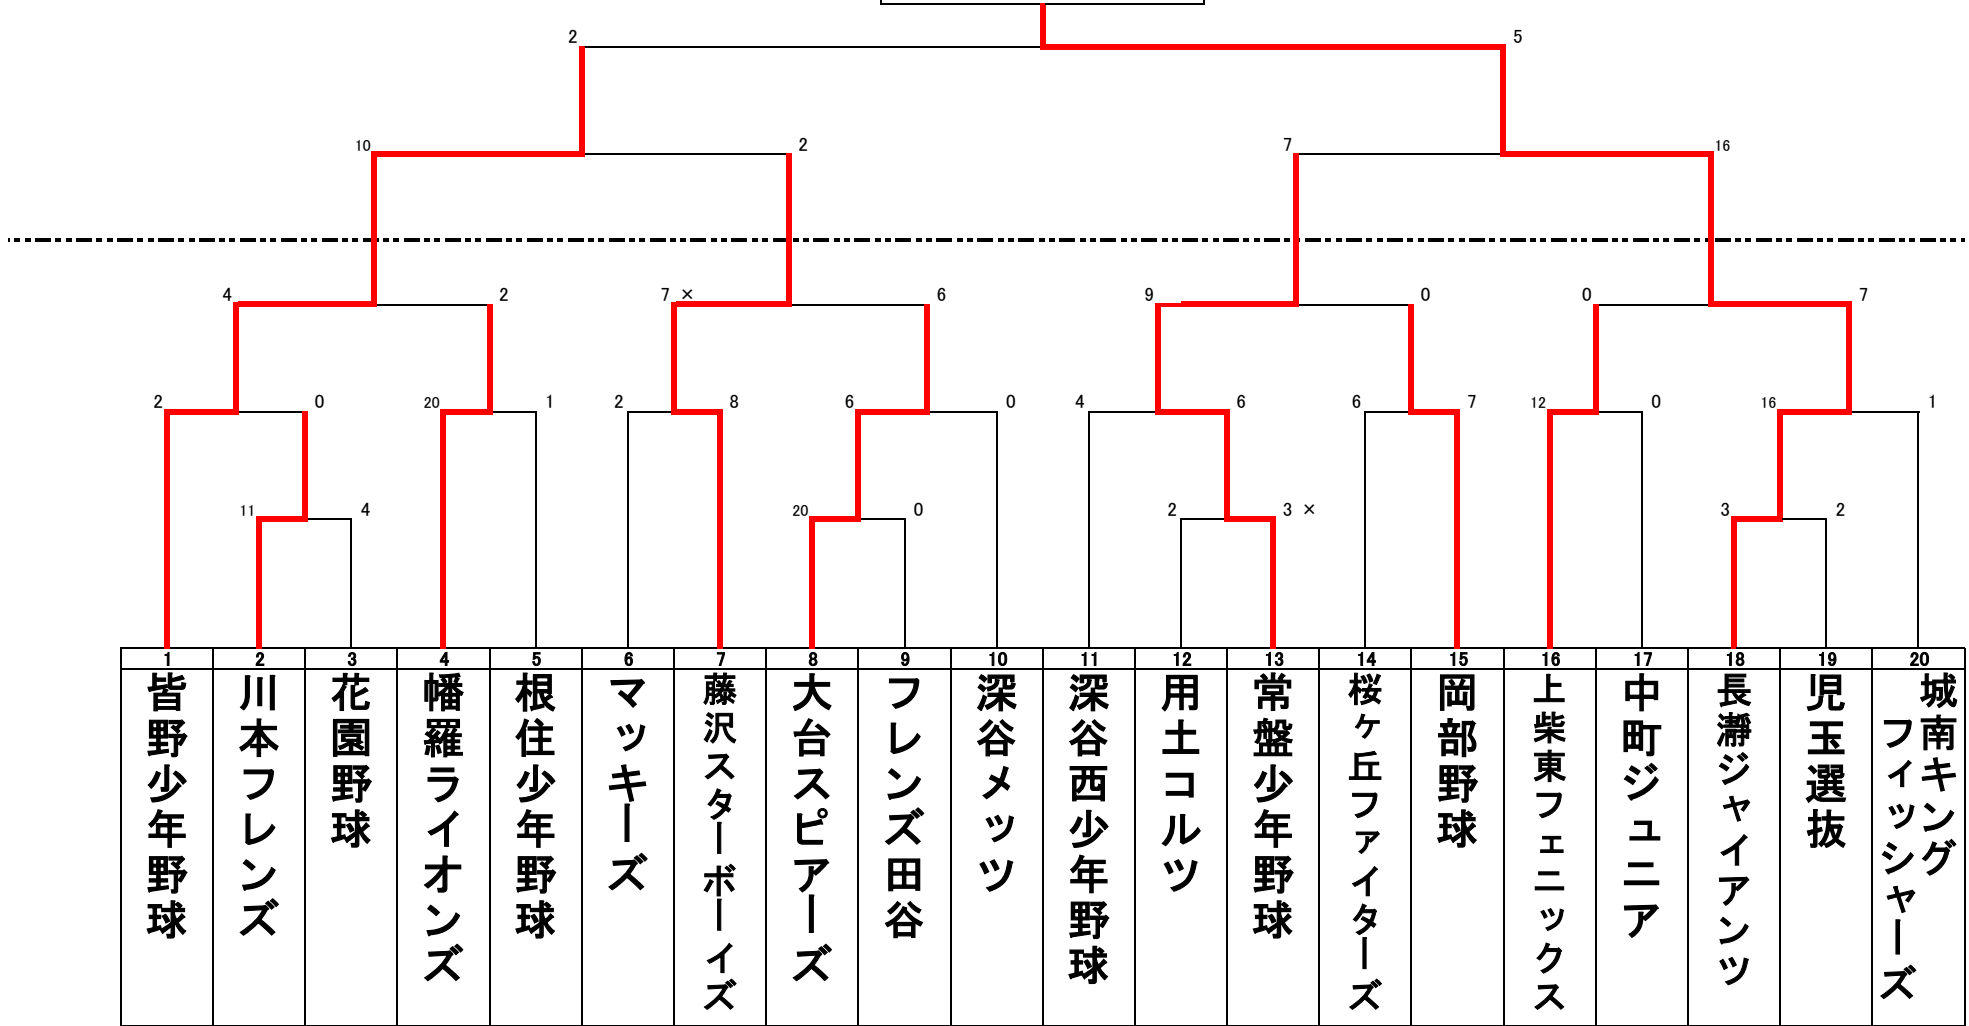 2 5
10 2 7 16
4 2 7 × 6 9 0 0 7
2 0 20 1 2 8 6 0 4 6 6 7 12 0 16 1
11 4 20 0 2 3 × 3 2
1 2 3 4 5 6 7 8 9 10 11 12 13 14 15 16 17 18 19 20
皆野少年野球
川本フレンズ
花園野球
幡羅ライオンズ
根住少年野球
マッキーズ
藤沢スターボーイズ
大台スピアーズ
フレンズ田谷
深谷メッツ
深谷西少年野球
用土コルツ
常盤少年野球
桜ヶ丘ファイターズ
岡部野球
上柴東フェニックス
中町ジュニア
長瀞ジャイアンツ
児玉選抜
城南キング
フィッシャーズ